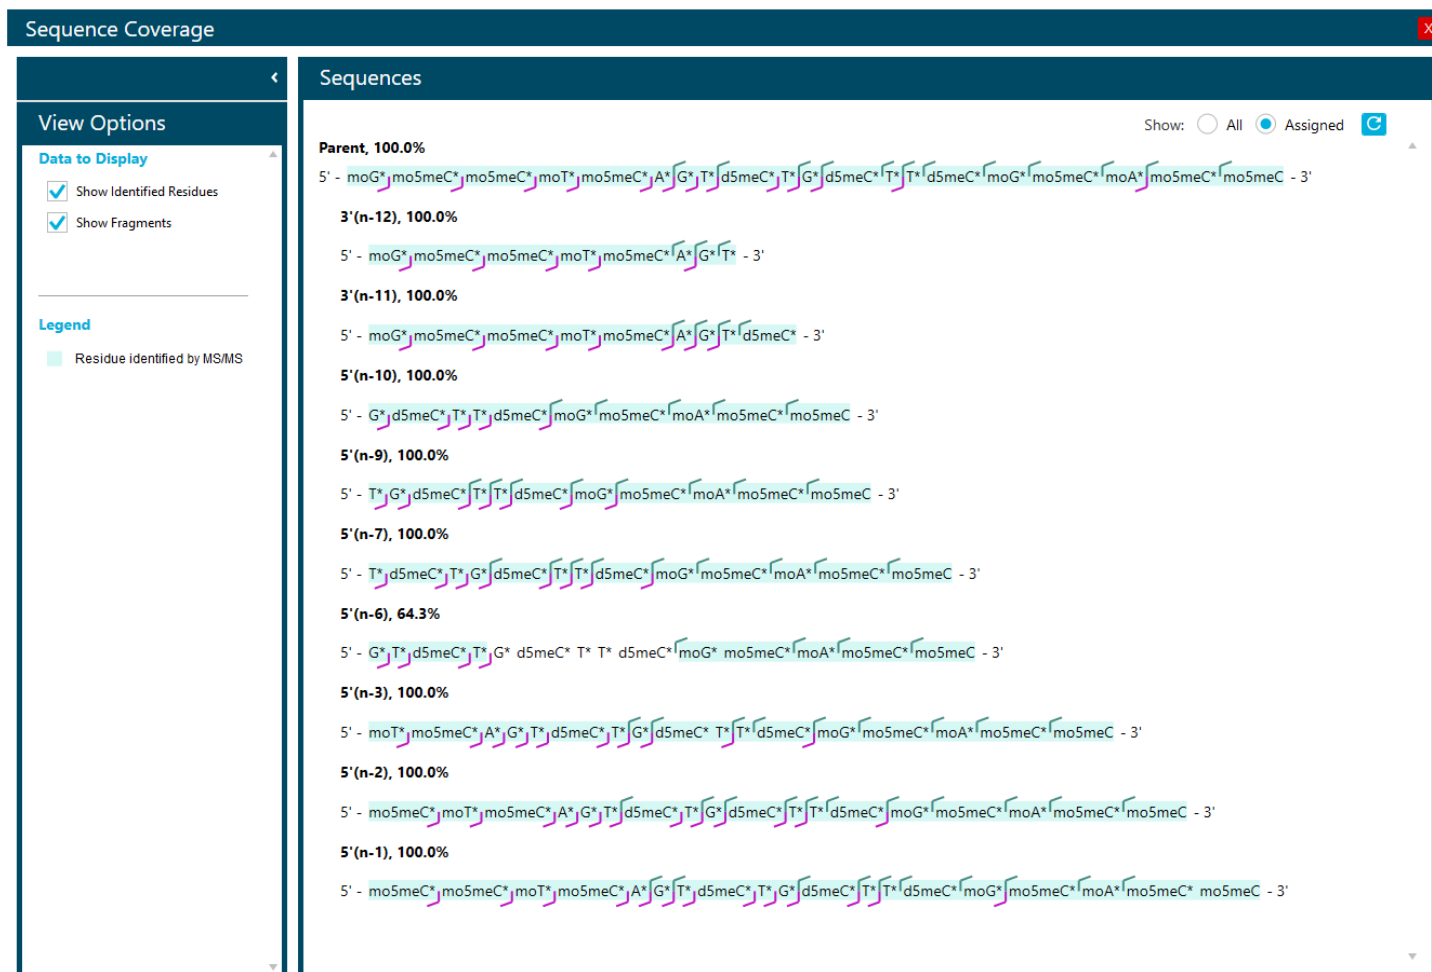 Sequence Coverage
X
View Options
Data to Display
Show Identified Residues
Show Fragments
Legend
Residue identified by MS/MS
Sequences
Show: All Assigned
Parent, 100.0%
5' - moG* mo5meC* mo5meC* moT* mo5meC* A* G* T* d5meC* T* G* d5meC* T* T* d5meC* moG* mo5meC* moA* mo5meC* mo5meC - 3'
3'(n-12), 100.0%
5' - moG* mo5meC* mo5meC* moT* mo5meC* A* G* T* - 3'
3'(n-11), 100.0%
5' - moG* mo5meC* mo5meC* moT* mo5meC* A* G* T* d5meC* - 3'
5'(n-10), 100.0%
5' - G* d5meC* T* T* d5meC* moG* mo5meC* moA* mo5meC* mo5meC - 3'
5'(n-9), 100.0%
5' - T* G* d5meC* T* T* d5meC* moG* mo5meC* moA* mo5meC* mo5meC - 3'
5'(n-7), 100.0%
5' - T* d5meC* T* G* d5meC* T* T* d5meC* moG* mo5meC* moA* mo5meC* mo5meC - 3'
5'(n-6), 64.3%
5' - G* T* d5meC* T* G* d5meC* T* T* d5meC* moG* mo5meC* moA* mo5meC* mo5meC - 3'
5'(n-3), 100.0%
5' - moT* mo5meC* A* G* T* d5meC* T* G* d5meC* T* T* d5meC* moG* mo5meC* moA* mo5meC* mo5meC - 3'
5'(n-2), 100.0%
5' - mo5meC* moT* mo5meC* A* G* T* d5meC* T* G* d5meC* T* T* d5meC* moG* mo5meC* moA* mo5meC* mo5meC - 3'
5'(n-1), 100.0%
5' - mo5meC* mo5meC* moT* mo5meC* A* G* T* d5meC* T* G* d5meC* T* T* d5meC* moG* mo5meC* moA* mo5meC* mo5meC - 3'